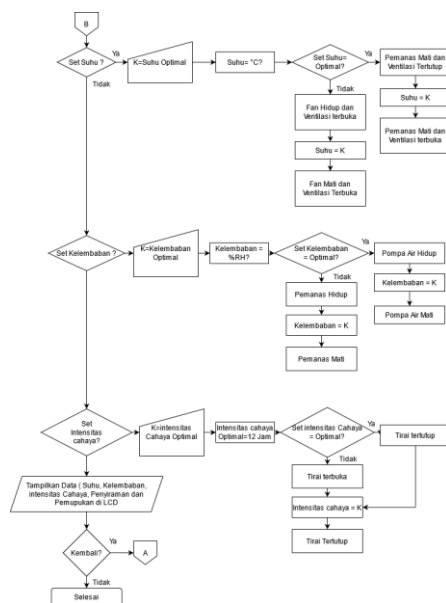 B
Set Suhu ?
Ya
K=Suhu Optimal
Suhu= °C?
Set Suhu=
Optimal?
Ya
Pemanas Mati dan
Ventilasi Tertutup
Tidak
Tidak
Fan Hidup dan
Ventilasi terbuka
Suhu = K
Suhu = K
Pemanas Mati dan
Ventilasi terbuka
Fan Mati dan
Ventilasi Terbuka
Set Kelembaban ?
Ya
K=Kelembaban
Optimal
Kelembaban =
%RH?
Set Kelembaban
= Optimal?
Ya
Pompa Air Hidup
Tidak
Pemanas Hidup
Kelembaban = K
Kelembaban = K
Pompa Air Mati
Pemanas Mati
Set
Intensitas
cahaya?
Ya
K=intensitas
Cahaya Optimal
Intensitas cahaya
Optimal=12 Jam
Set intensitas Cahaya
= Optimal?
Ya
Tirai tertutup
Tidak
Tirai terbuka
Intensitas cahaya = K
Tirai Tertutup
Tampilkan Data ( Suhu, Kelembaban,
intensitas Cahaya, Penyiraman dan
Pemupukan di LCD
Kembali?
Ya
A
Tidak
Selesai